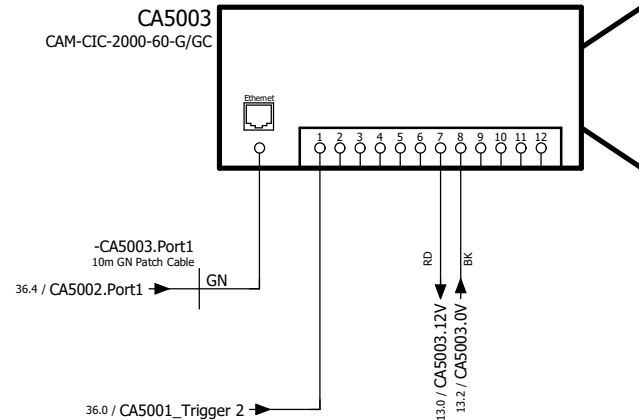 CA5003
CAM-CIC-2000-60-G/GC
Ethernet
1 2 3 4 5 6 7 8 9 10 11 12
-CA5003.Port1
10m GN Patch Cable
36.4 / CA5002.Port1
GN
RD
BK
13.0 / CA5003.12V
13.2 / CA5003.0V
36.0 / CA5001_Trigger 2